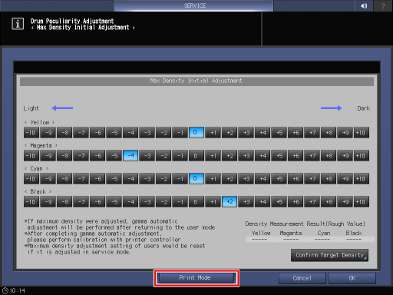 SERVICE
Drum Peculiarity Adjustment
< Max Density Initial Adjustment >
Max Density Initial Adjustment
Light
Dark
< Yellow >
-10 -9 -8 -7 -6 -5 -4 -3 -2 -1 0 +1 +2 +3 +4 +5 +6 +7 +8 +9 +10
< Magenta >
-10 -9 -8 -7 -6 -5 -4 -3 -2 -1 0 +1 +2 +3 +4 +5 +6 +7 +8 +9 +10
< Cyan >
-10 -9 -8 -7 -6 -5 -4 -3 -2 -1 0 +1 +2 +3 +4 +5 +6 +7 +8 +9 +10
< Black >
-10 -9 -8 -7 -6 -5 -4 -3 -2 -1 0 +1 +2 +3 +4 +5 +6 +7 +8 +9 +10
*If maximum density were adjusted, gamma automatic
adjustment will be performed after returning to the user mode
*After completing gamma automatic adjustment,
please perform calibration with printer controller
*Maximum density adjustment setting of users would be reset
if it is adjusted in service mode.
Density Measurement Result(Rough Value)
Yellow Magenta Cyan Black
----- ----- ----- -----
Confirm Target Density
Print Mode
Cancel
OK
10:14